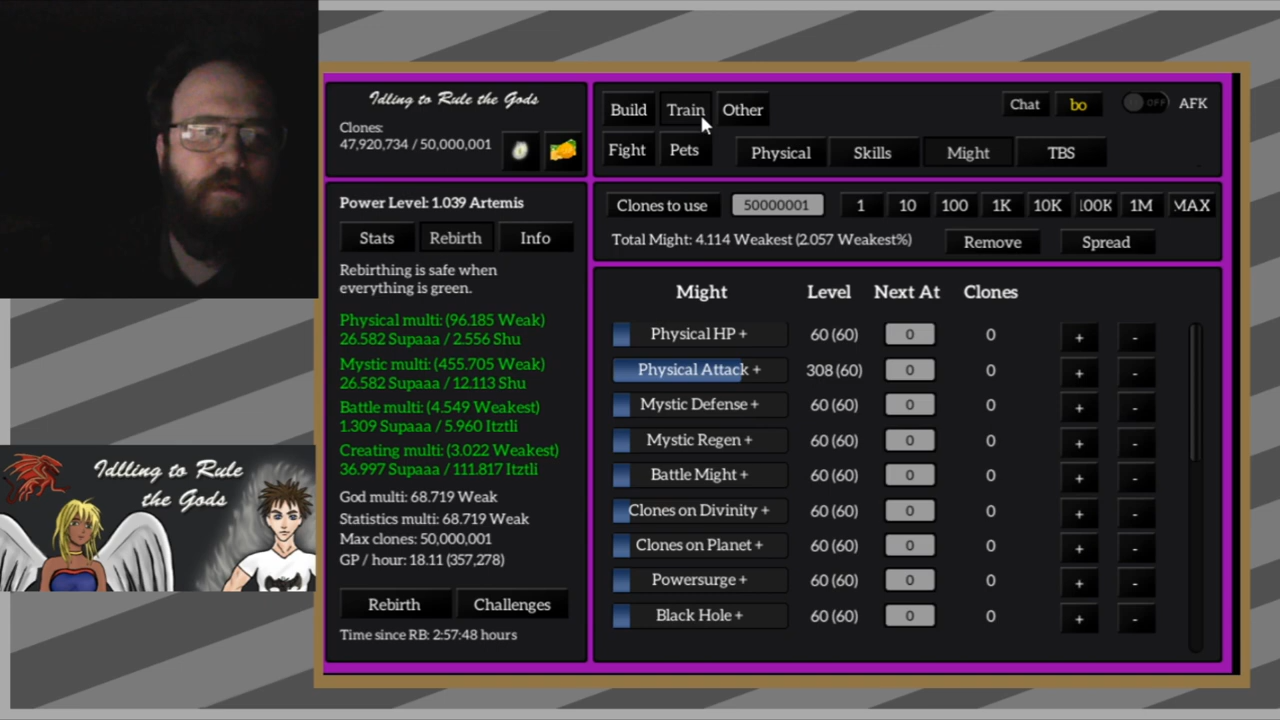 Idling to Rule the Gods
Clones:
47,920,734 / 50,000,001
Build
Train
Other
Fight
Pets
Chat
bo
OFF
AFK
Physical
Skills
Might
TBS
Power Level: 1.039 Artemis
Stats
Rebirth
Info
Rebirthing is safe when
everything is green.
Physical multi: (96.185 Weak)
26.582 Supaaa / 2.556 Shu
Mystic multi: (455.705 Weak)
26.582 Supaaa / 12.113 Shu
Battle multi: (4.549 Weakest)
1.309 Supaaa / 5.960 Itztli
Creating multi: (3.022 Weakest)
36.997 Supaaa / 111.817 Itztli
God multi: 68.719 Weak
Statistics multi: 68.719 Weak
Max clones: 50,000,001
GP / hour: 18.11 (357,278)
Rebirth
Challenges
Time since RB: 2:57:48 hours
Clones to use
50000001
1
10
100
1K
10K
100K
1M
MAX
Total Might: 4.114 Weakest (2.057 Weakest%)
Remove
Spread
Might Level Next At Clones
Physical HP + 60 (60) 0 0 + -
Physical Attack + 308 (60) 0 0 + -
Mystic Defense + 60 (60) 0 0 + -
Mystic Regen + 60 (60) 0 0 + -
Battle Might + 60 (60) 0 0 + -
Clones on Divinity + 60 (60) 0 0 + -
Clones on Planet + 60 (60) 0 0 + -
Powersurge + 60 (60) 0 0 + -
Black Hole + 60 (60) 0 0 + -
Idlling to Rule
the Gods